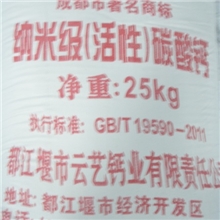 成都市著名商标
纳米级(活性)碳酸钙
净重:25kg
执行标准: GB/T 19590-2011
都江堰市云艺钙业有限责任公
地址:都江堰市经济开发区